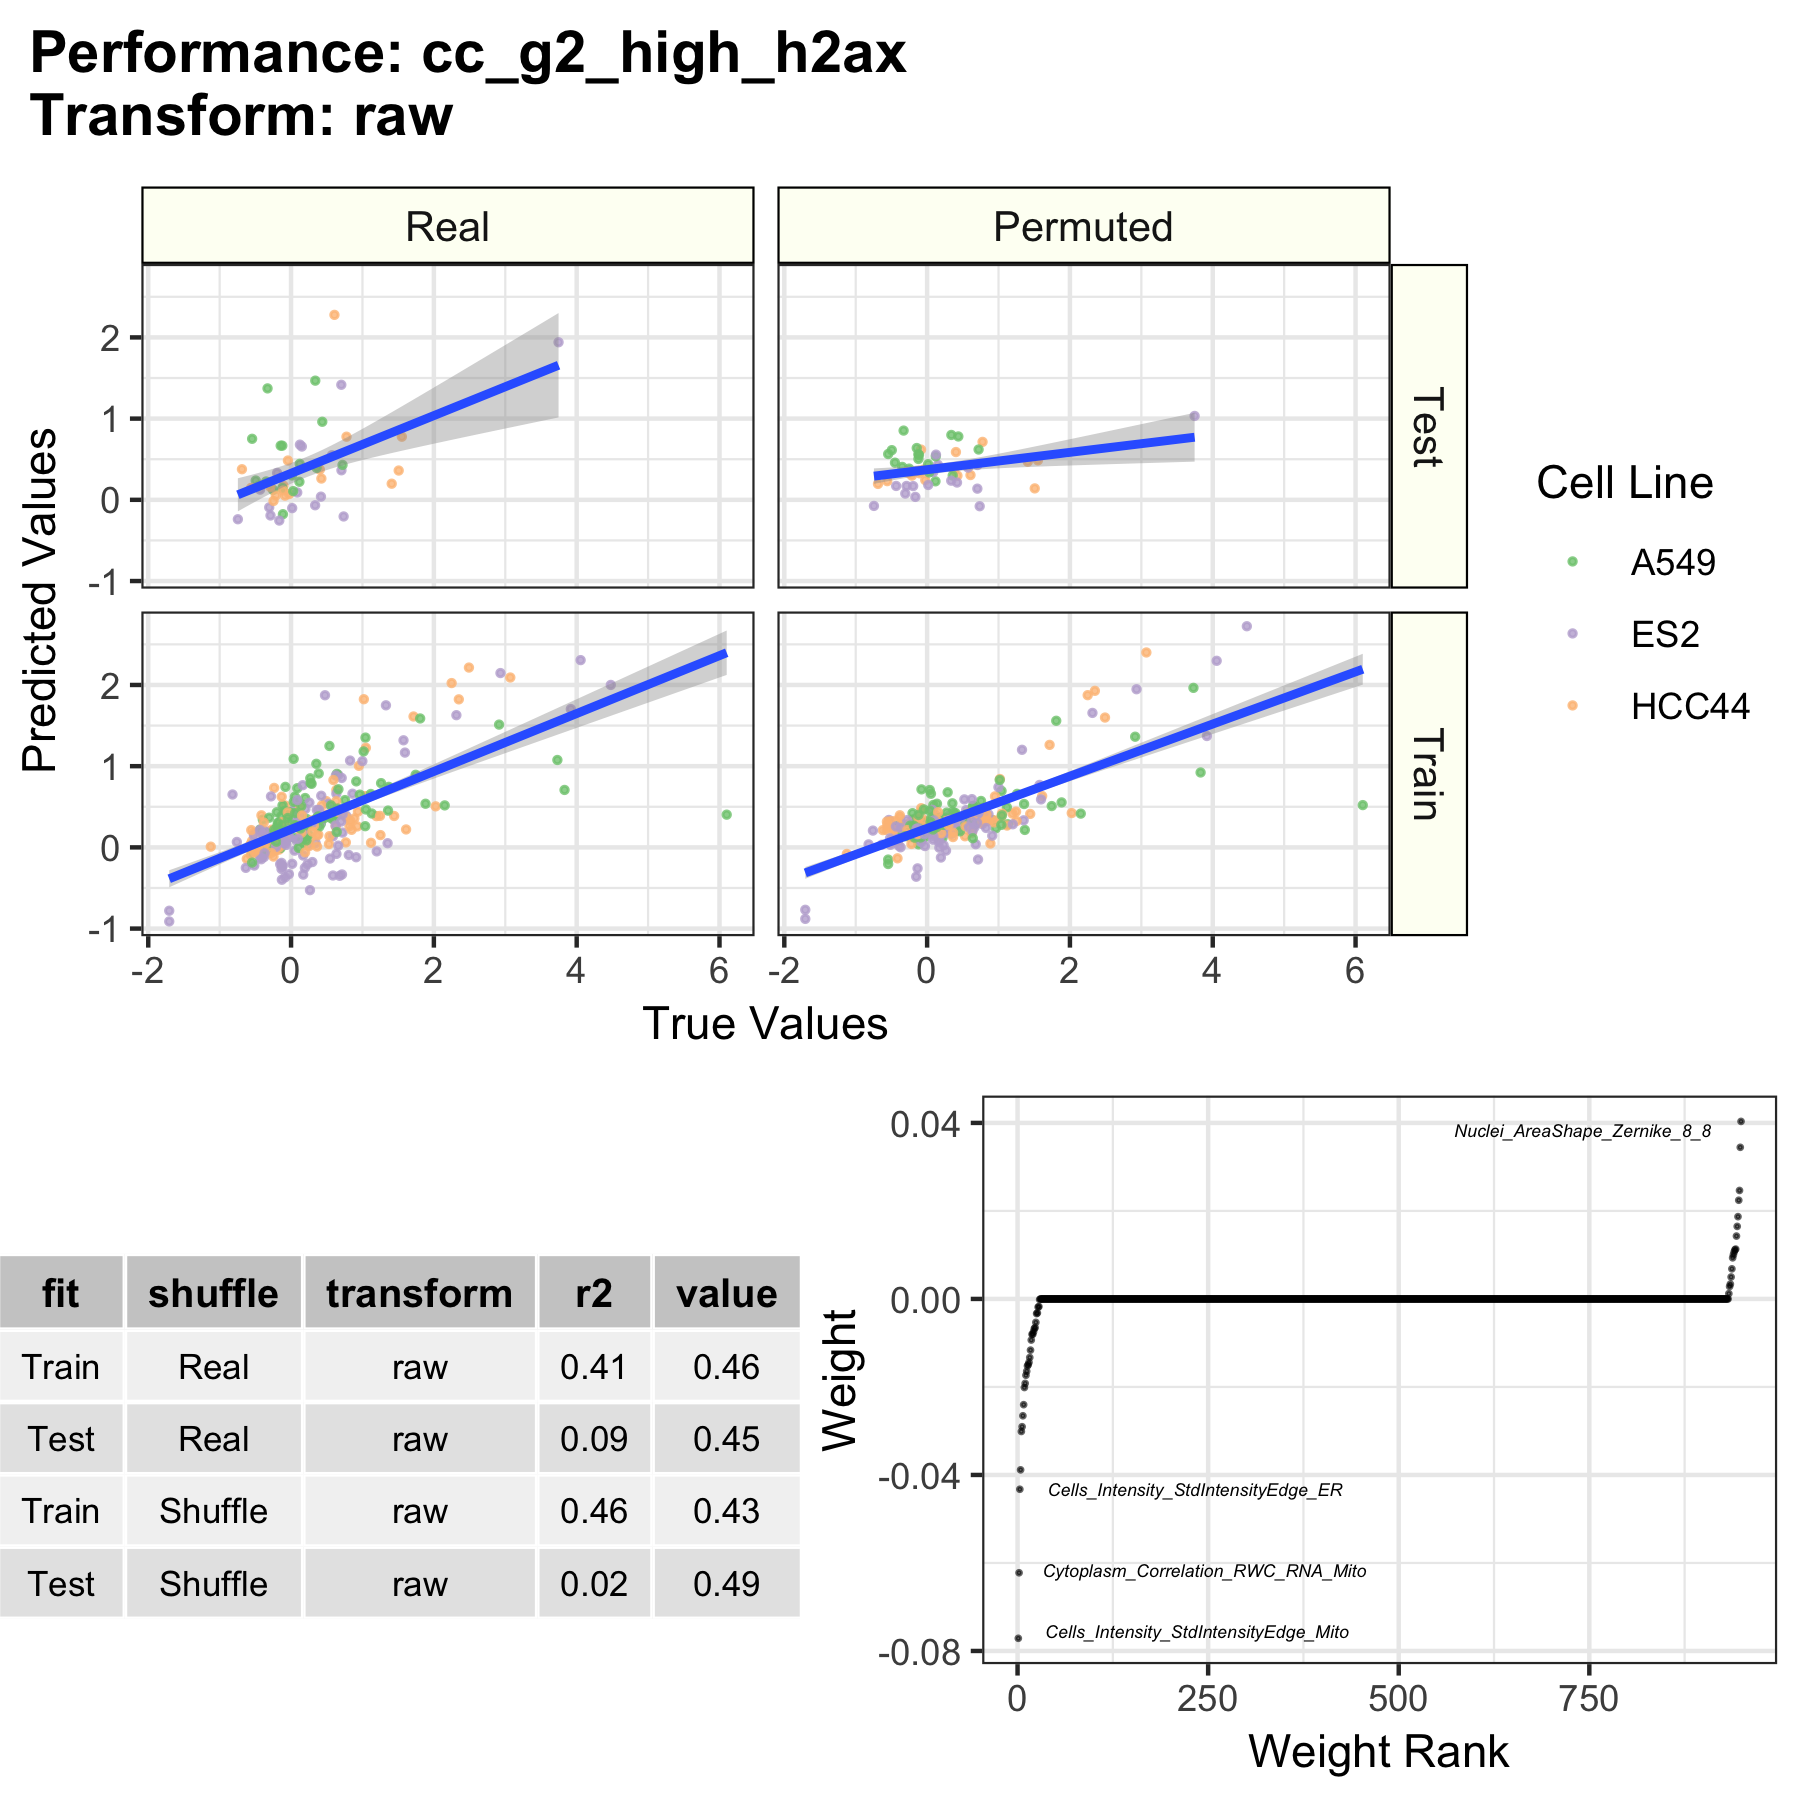 Performance: cc_g2_high_h2ax
Transform: raw
Real
Permuted
Test
Train
Predicted Values
2
1
0
-1
2
1
0
-1
-2
0
2
4
6
-2
0
2
4
6
True Values
Cell Line
A549
ES2
HCC44
fit shuffle transform r2 value
Train Real raw 0.41 0.46
Test Real raw 0.09 0.45
Train Shuffle raw 0.46 0.43
Test Shuffle raw 0.02 0.49
Weight
0.04
0.00
-0.04
-0.08
Nuclei_AreaShape_Zernike_8_8
Cells_Intensity_StdIntensityEdge_ER
Cytoplasm_Correlation_RWC_RNA_Mito
Cells_Intensity_StdIntensityEdge_Mito
0
250
500
750
Weight Rank